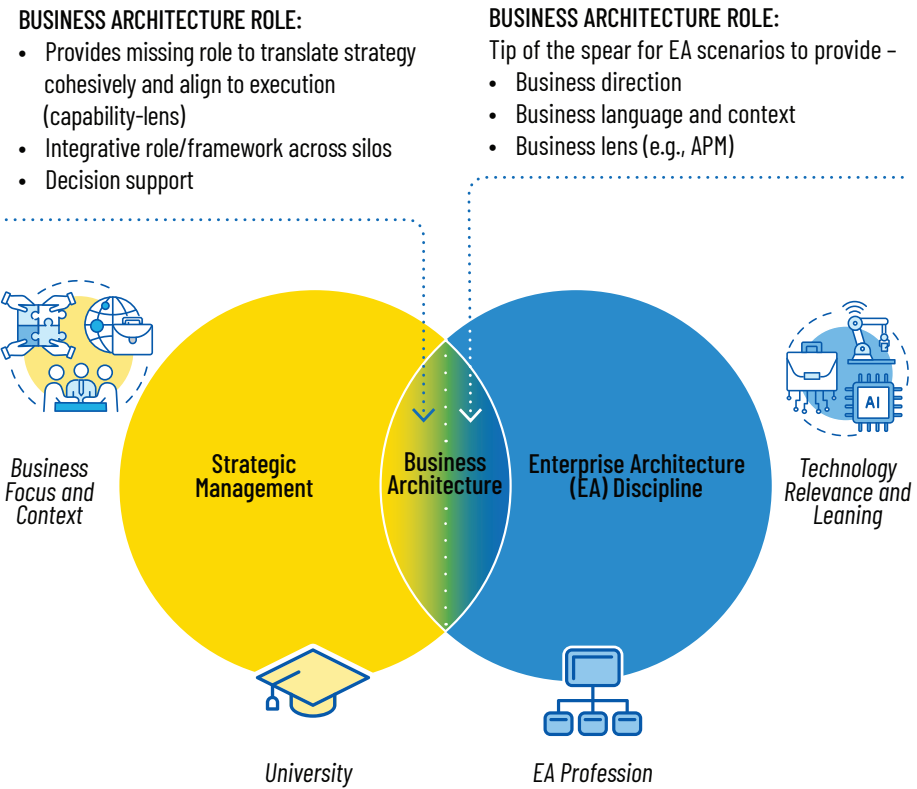 BUSINESS ARCHITECTURE ROLE:
• Provides missing role to translate strategy
cohesively and align to execution
(capability-lens)
• Integrative role/framework across silos
• Decision support
BUSINESS ARCHITECTURE ROLE:
Tip of the spear for EA scenarios to provide –
• Business direction
• Business language and context
• Business lens (e.g., APM)
Business
Focus and
Context
Strategic
Management
Business
Architecture
Enterprise Architecture
(EA) Discipline
AI
Technology
Relevance and
Leaning
University
EA Profession